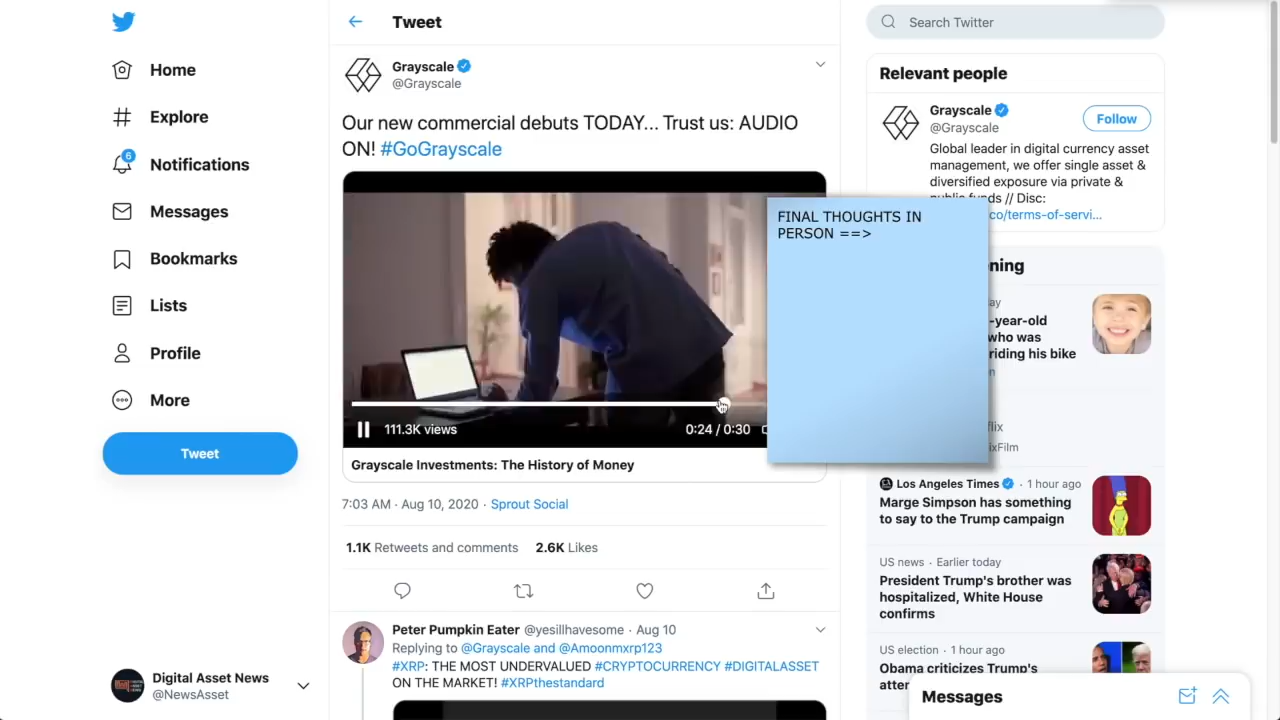 Home
Explore
6
Notifications
Messages
Bookmarks
Lists
Profile
More
Tweet
Digital Asset News
@NewsAsset
Tweet
Grayscale
@Grayscale
Our new commercial debuts TODAY... Trust us: AUDIO
ON! #GoGrayscale
111.3K views
0:24 / 0:30
Grayscale Investments: The History of Money
7:03 AM · Aug 10, 2020 · Sprout Social
1.1K Retweets and comments 2.6K Likes
Peter Pumpkin Eater @yesillhavesome · Aug 10
Replying to @Grayscale and @Amoonmxrp123
#XRP: THE MOST UNDERVALUED #CRYPTOCURRENCY #DIGITALASSET
ON THE MARKET! #XRPthestandard
FINAL THOUGHTS IN
PERSON ==>
Search Twitter
Relevant people
Grayscale
@Grayscale
Follow
Global leader in digital currency asset
management, we offer single asset &
diversified exposure via private &
public funds // Disc:
co/terms-of-servi...
ning
ay
-year-old
who was
riding his bike
n
flix
ixFilm
Los Angeles Times · 1 hour ago
Marge Simpson has something
to say to the Trump campaign
US news · Earlier today
President Trump's brother was
hospitalized, White House
confirms
US election · 1 hour ago
Obama criticizes Trump's
Messages